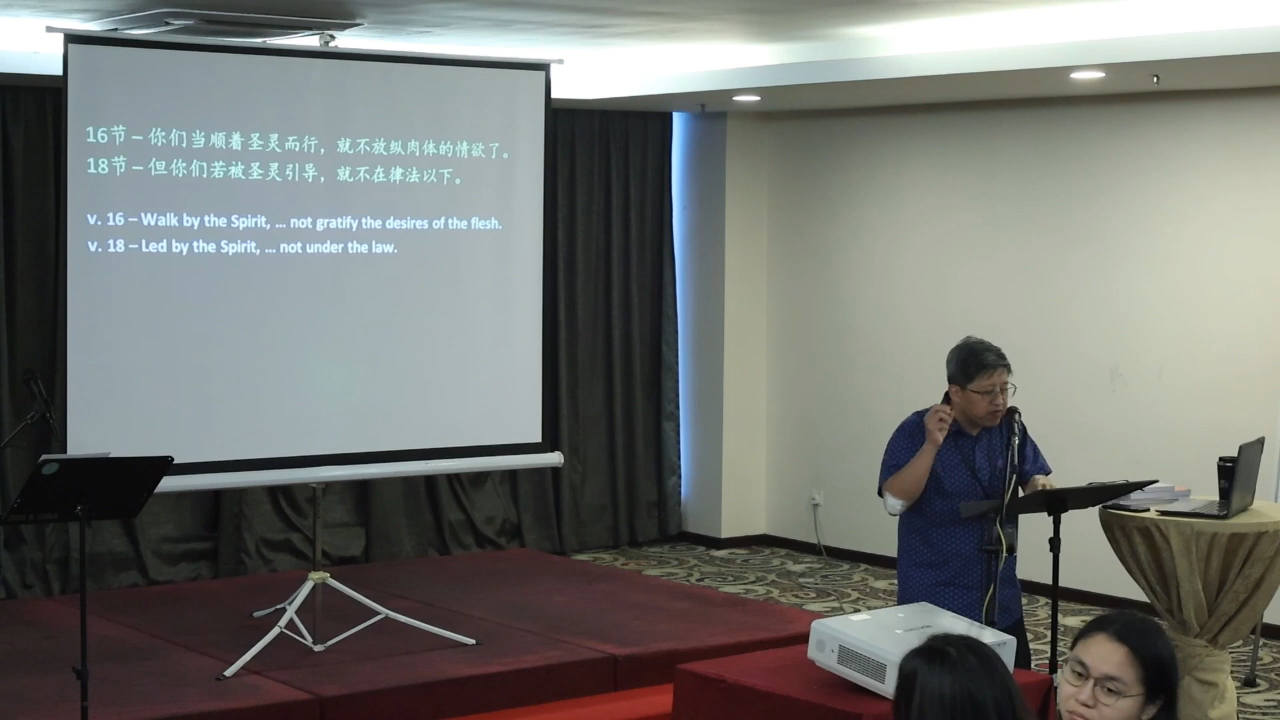 16节 – 你们当顺着圣灵而行，就不放纵肉体的情欲了。
18节 – 但你们若被圣灵引导，就不在律法以下。
v. 16 – Walk by the Spirit, ... not gratify the desires of the flesh.
v. 18 – Led by the Spirit, ... not under the law.